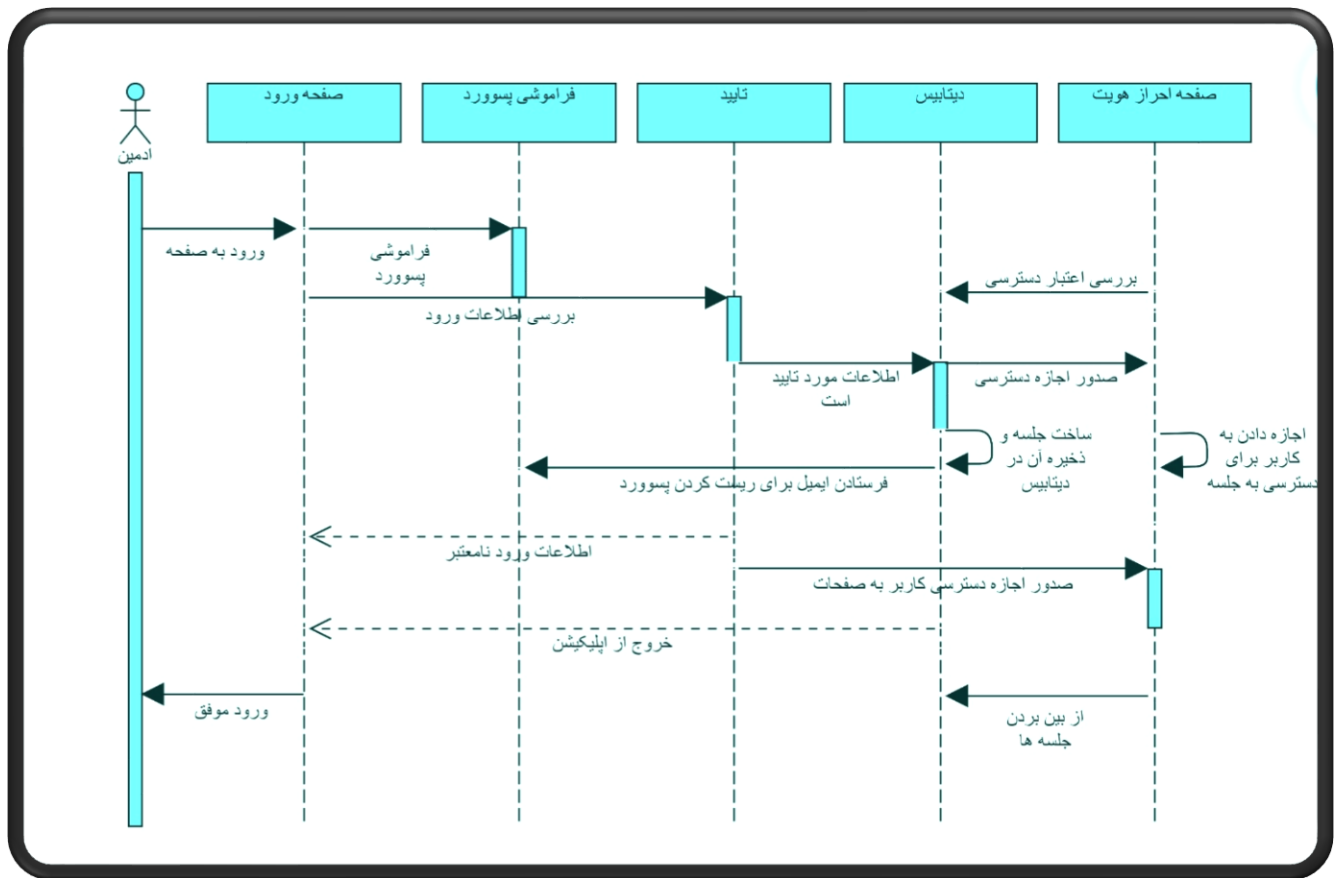 ادمین
صفحه ورود
فراموشی پسوورد
تایید
دیتابیس
صفحه احراز هویت
ورود به صفحه
فراموشی
پسوورد
بررسی اعتبار دسترسی
بررسی اطلاعات ورود
اطلاعات مورد تایید
است
صدور اجازه دسترسی
ساخت جلسه و
ذخیره آن در
دیتابیس
اجازه دادن به
کاربر برای
دسترسی به جلسه
فرستادن ایمیل برای ریست کردن پسوورد
اطلاعات ورود نامعتبر
صدور اجازه دسترسی کاربر به صفحات
خروج از اپلیکیشن
ورود موفق
از بین بردن
جلسه ها